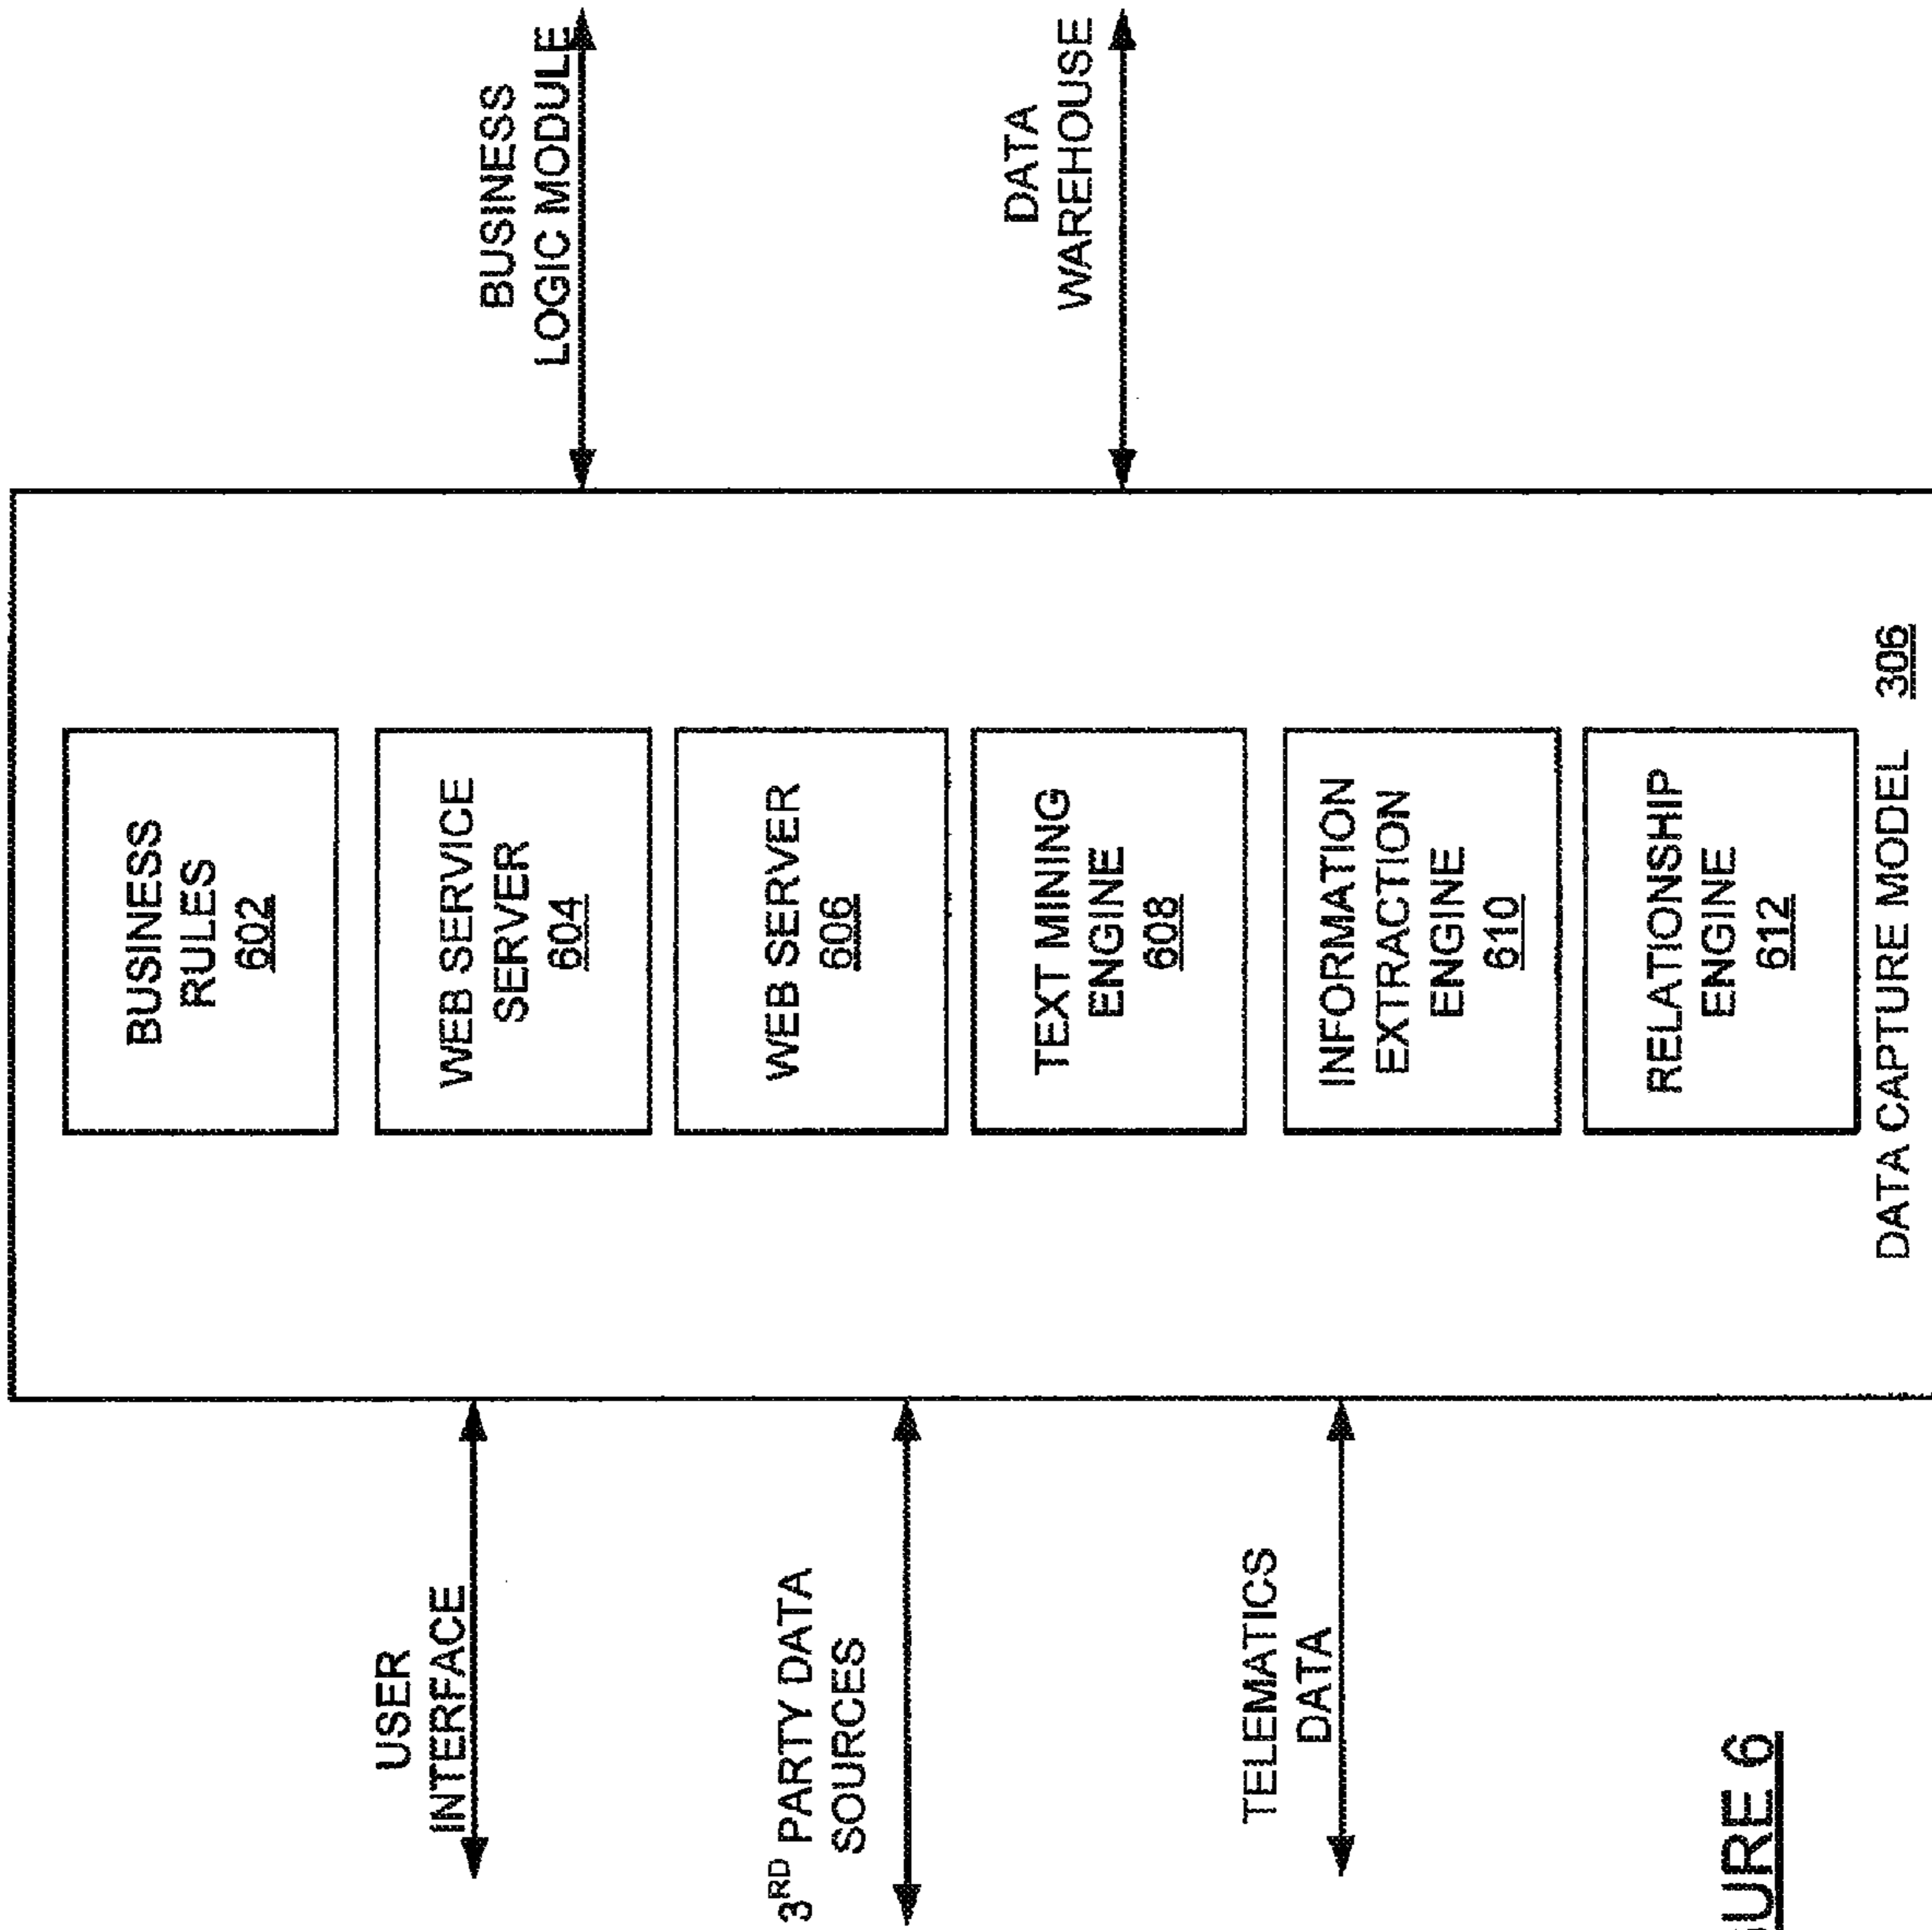 USER
INTERFACE
3RD PARTY DATA
SOURCES
TELEMATICS
DATA
BUSINESS
RULES
602
WEB SERVICE
SERVER
604
WEB SERVER
606
TEXT MINING
ENGINE
608
INFORMATION
EXTRACTION
ENGINE
610
RELATIONSHIP
ENGINE
612
DATA CAPTURE MODEL 306
BUSINESS
LOGIC MODULE
DATA
WAREHOUSE
URE 6